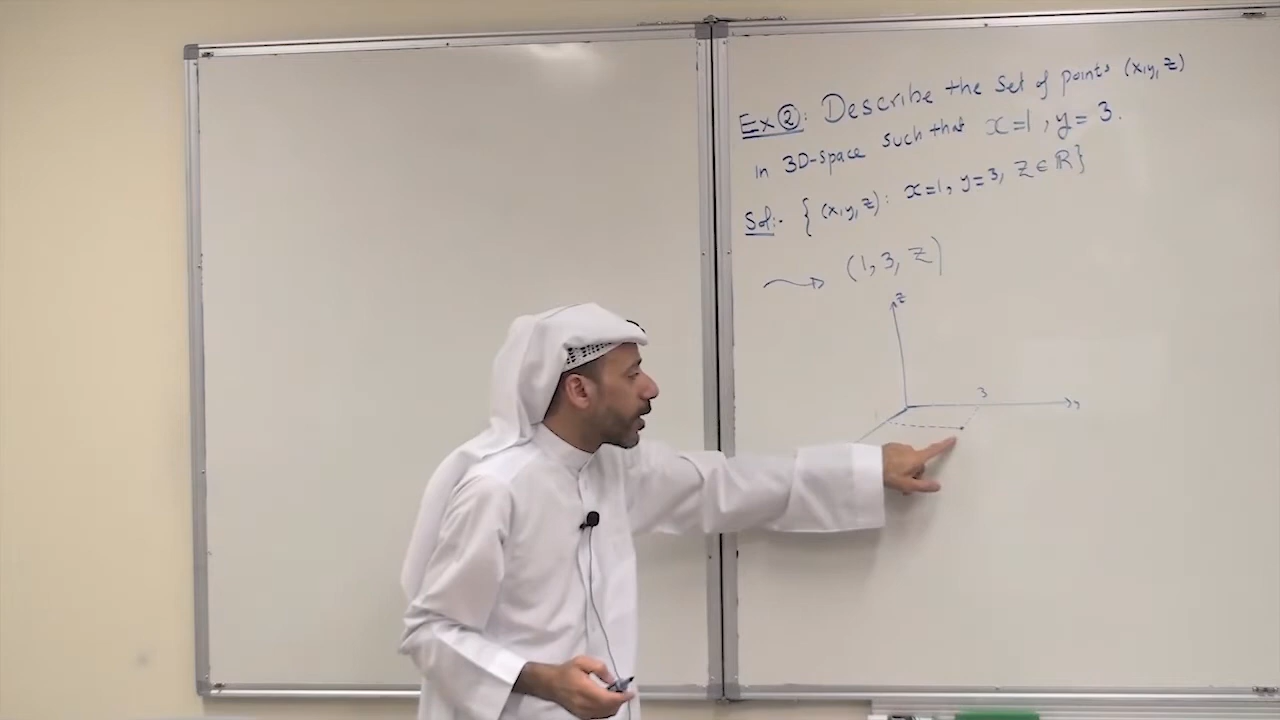 Ex②: Describe the set of points (x,y,z)
in 3D-space such that x=1, y=3.
Sol:- {(x,y,z): x=1, y=3, z∈ℝ}
(1,3,z)
z
3
1
y